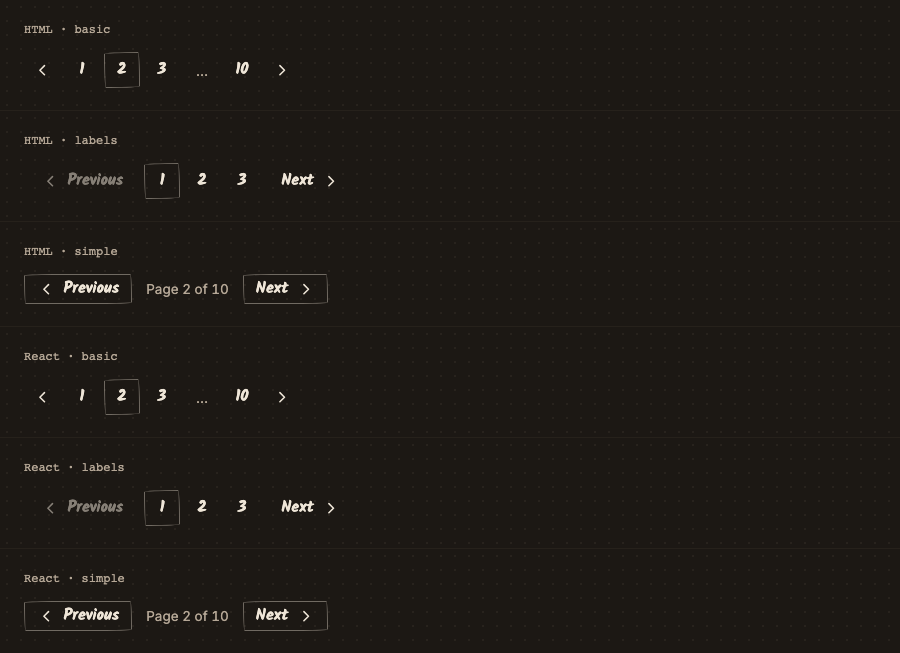 HTML · basic
1 2 3 … 10
HTML · labels
Previous 1 2 3 Next
HTML · simple
Previous Page 2 of 10 Next
React · basic
1 2 3 … 10
React · labels
Previous 1 2 3 Next
React · simple
Previous Page 2 of 10 Next